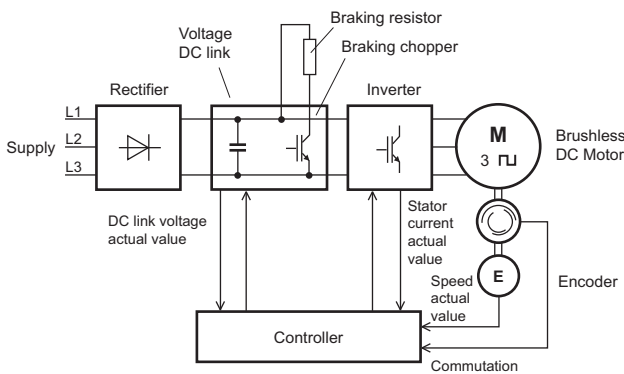 Braking resistor
Voltage
DC link
Braking chopper
Rectifier
Inverter
L1
L2
L3
Supply
M
3
Brushless
DC Motor
DC link voltage
actual value
Stator
current
actual
value
Speed
actual
value
E
Encoder
Controller
Commutation